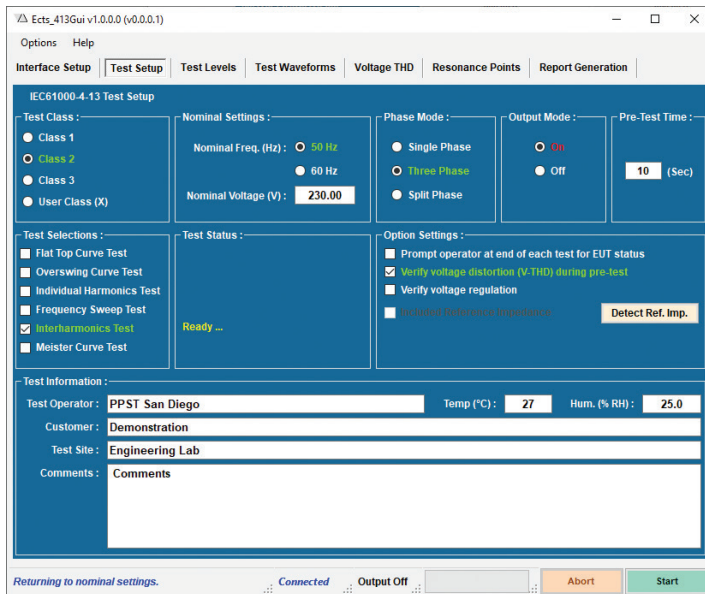 Ects_413Gui v1.0.0.0 (v0.0.0.1)
Options Help
Interface Setup Test Setup Test Levels Test Waveforms Voltage THD Resonance Points Report Generation
IEC61000-4-13 Test Setup
Test Class :
Class 1
Class 2
Class 3
User Class (X)
Nominal Settings :
Nominal Freq. (Hz) : 50 Hz
60 Hz
Nominal Voltage (V) : 230.00
Phase Mode :
Single Phase
Three Phase
Split Phase
Output Mode :
On
Off
Pre-Test Time :
10 (Sec)
Test Selections :
Flat Top Curve Test
Overswing Curve Test
Individual Harmonics Test
Frequency Sweep Test
Interharmonics Test
Meister Curve Test
Test Status :
Ready ...
Option Settings :
Prompt operator at end of each test for EUT status
Verify voltage distortion (V-THD) during pre-test
Verify voltage regulation
Detect Ref. Imp.
Test Information :
Test Operator : PPST San Diego Temp (°C) : 27 Hum. (% RH) : 25.0
Customer : Demonstration
Test Site : Engineering Lab
Comments : Comments
Returning to nominal settings. Connected Output Off Abort Start